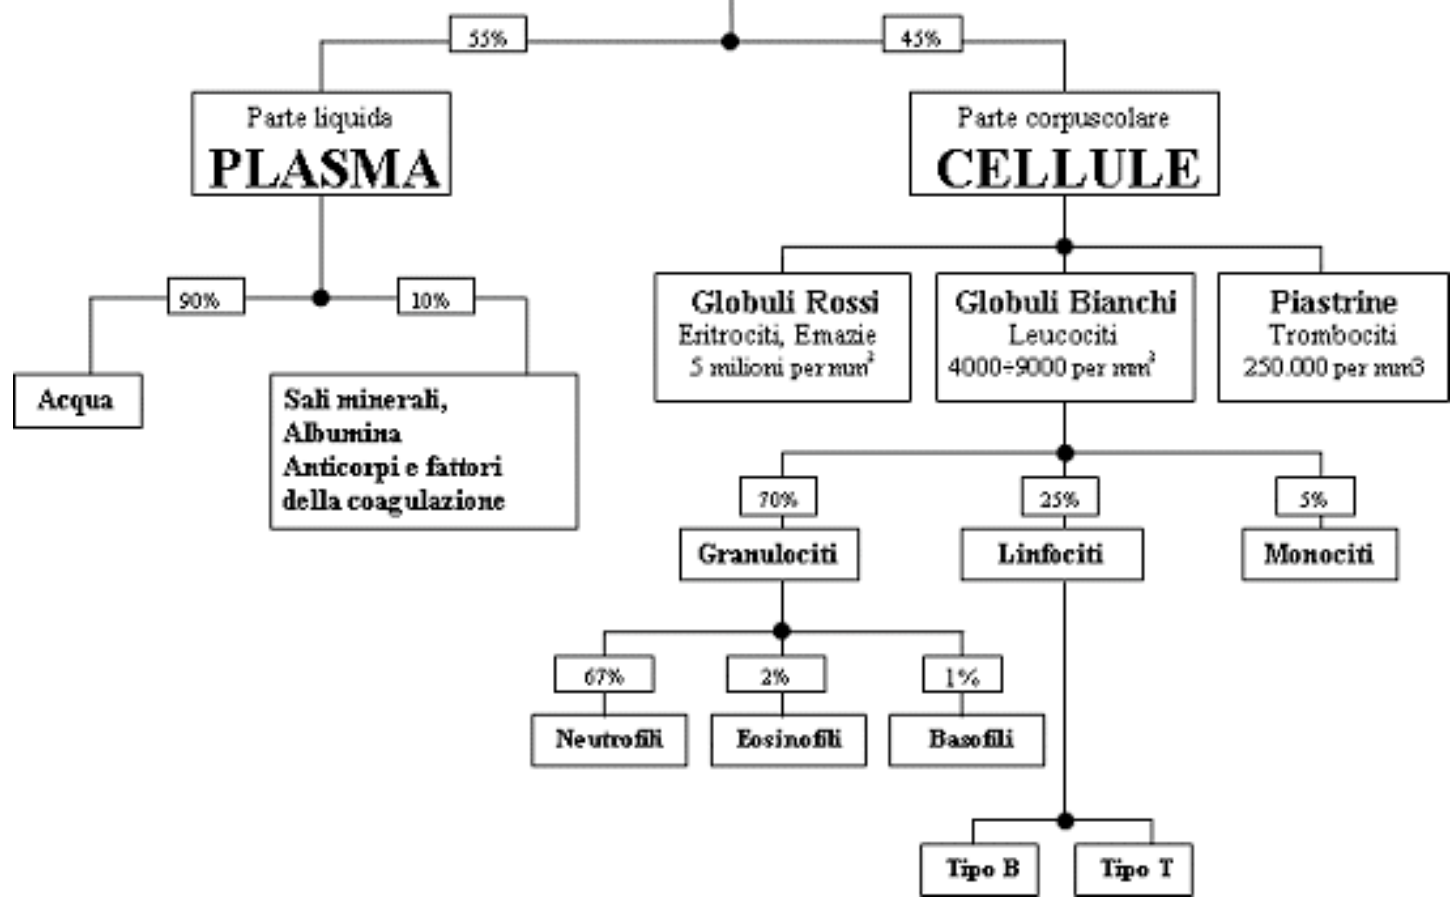 55%
45%
Parte liquida
PLASMA
Parte corpuscolare
CELLULE
90%
10%
Acqua
Sali minerali,
Albumina
Anticorpi e fattori
della coagulazione
Globuli Rossi
Eritrociti, Emazie
5 milioni per mm³
Globuli Bianchi
Leucociti
4000÷9000 per mm³
Piastrine
Trombociti
250.000 per mm3
70%
25%
5%
Granulociti
Linfociti
Monociti
67%
2%
1%
Neutrofili
Eosinofili
Basofili
Tipo B
Tipo T